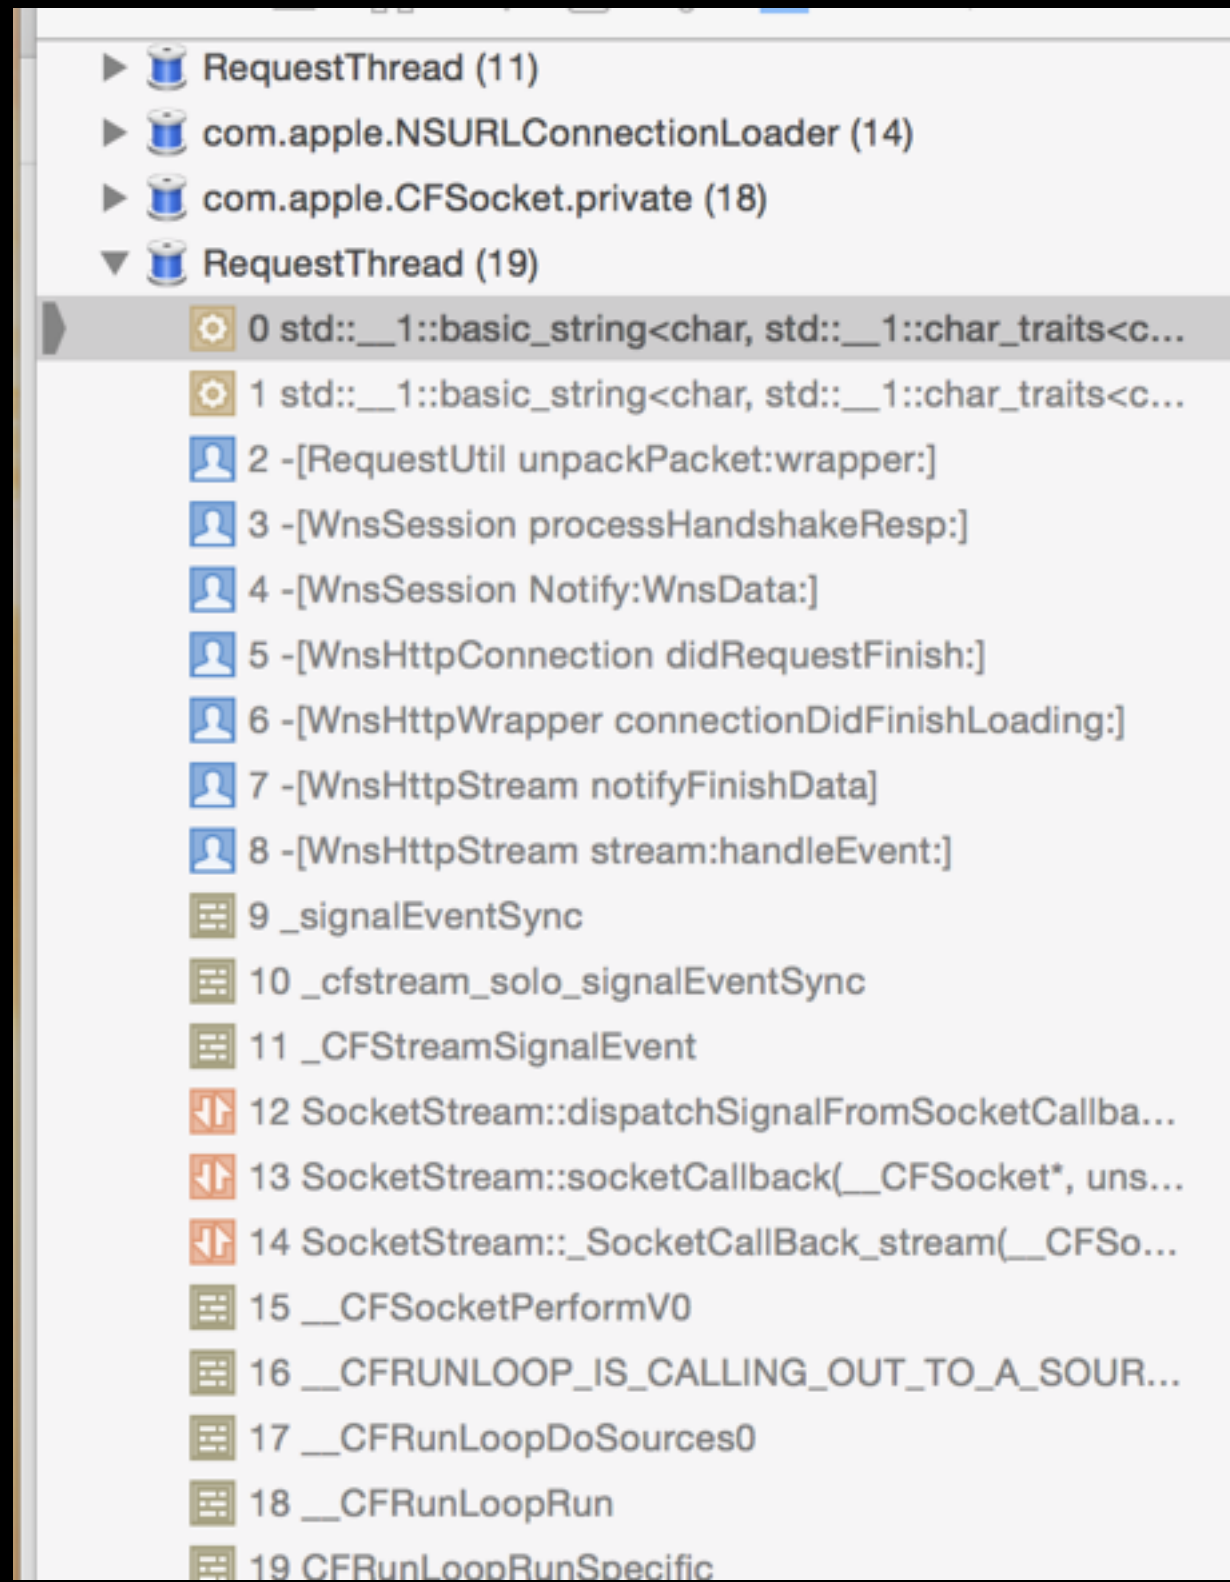 RequestThread (11)
com.apple.NSURLConnectionLoader (14)
com.apple.CFSocket.private (18)
RequestThread (19)
0 std::__1::basic_string<char, std::__1::char_traits<c...
1 std::__1::basic_string<char, std::__1::char_traits<c...
2 -[RequestUtil unpackPacket:wrapper:]
3 -[WnsSession processHandshakeResp:]
4 -[WnsSession Notify:WnsData:]
5 -[WnsHttpConnection didRequestFinish:]
6 -[WnsHttpWrapper connectionDidFinishLoading:]
7 -[WnsHttpStream notifyFinishData]
8 -[WnsHttpStream stream:handleEvent:]
9 _signalEventSync
10 _cfstream_solo_signalEventSync
11 _CFStreamSignalEvent
12 SocketStream::dispatchSignalFromSocketCallba...
13 SocketStream::socketCallback(__CFSocket*, uns...
14 SocketStream::_SocketCallBack_stream(__CFSo...
15 __CFSocketPerformV0
16 __CFRUNLOOP_IS_CALLING_OUT_TO_A_SOUR...
17 __CFRunLoopDoSources0
18 __CFRunLoopRun
19 CFRunLoopRunSpecific